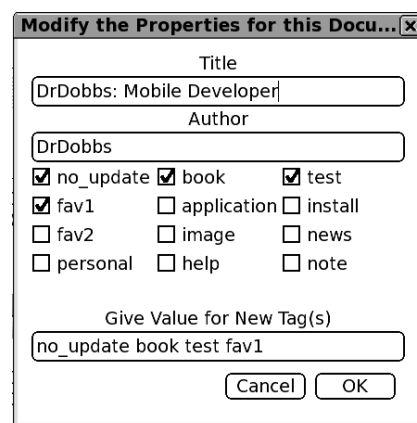 Modify the Properties for this Docu...
Title
DrDobbs: Mobile Developer
Author
DrDobbs
no_update book test
fav1 application install
fav2 image news
personal help note
Give Value for New Tag(s)
no_update book test fav1
Cancel OK